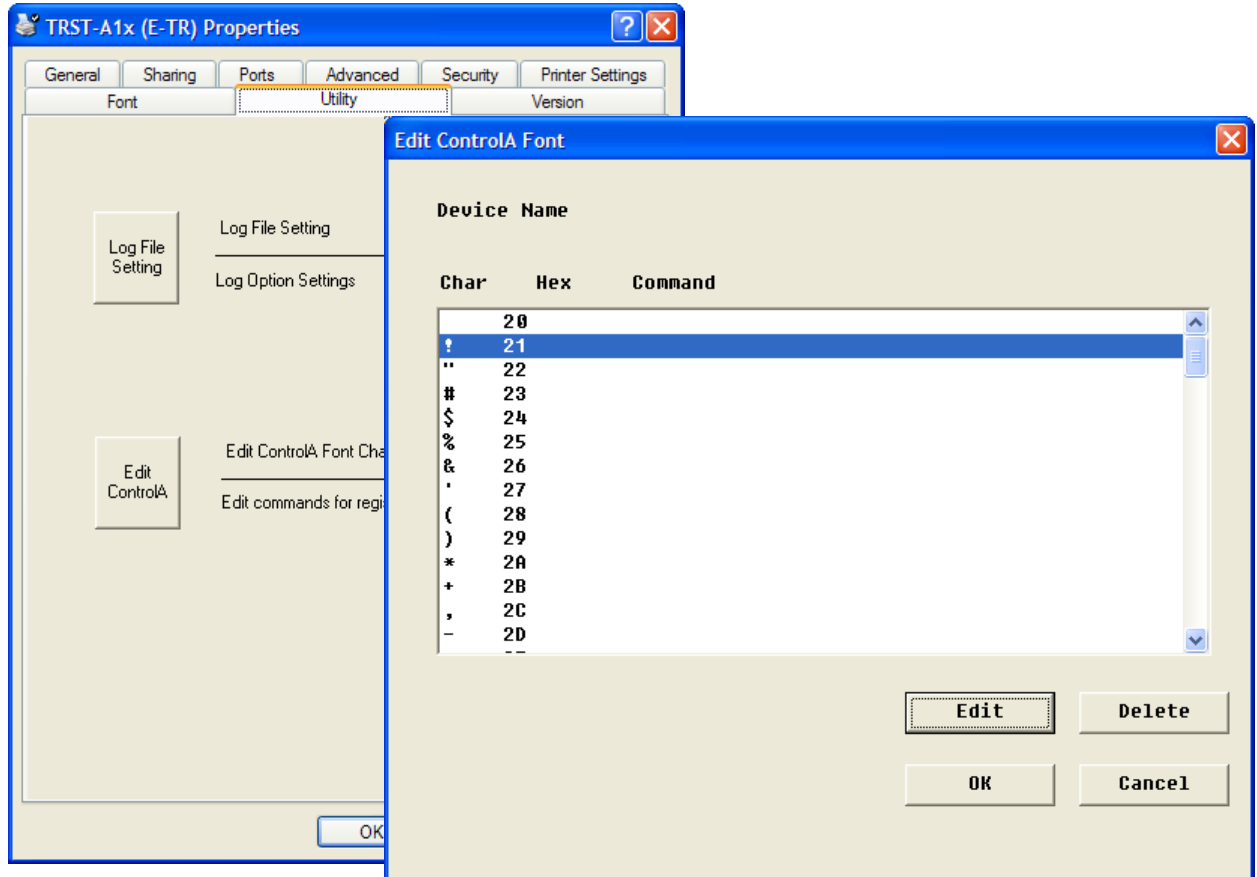 TRST-A1x (E-TR) Properties
General Sharing Ports Advanced Security Printer Settings
Font Utility Version
Log File
Setting
Log File Setting
Log Option Settings
Edit
ControlA
Edit ControlA Font Cha
Edit commands for regi
OK
Edit ControlA Font
Device Name
Char Hex Command
20
! 21
" 22
# 23
$ 24
% 25
& 26
' 27
( 28
) 29
* 2A
+ 2B
, 2C
- 2D
Edit Delete
OK Cancel